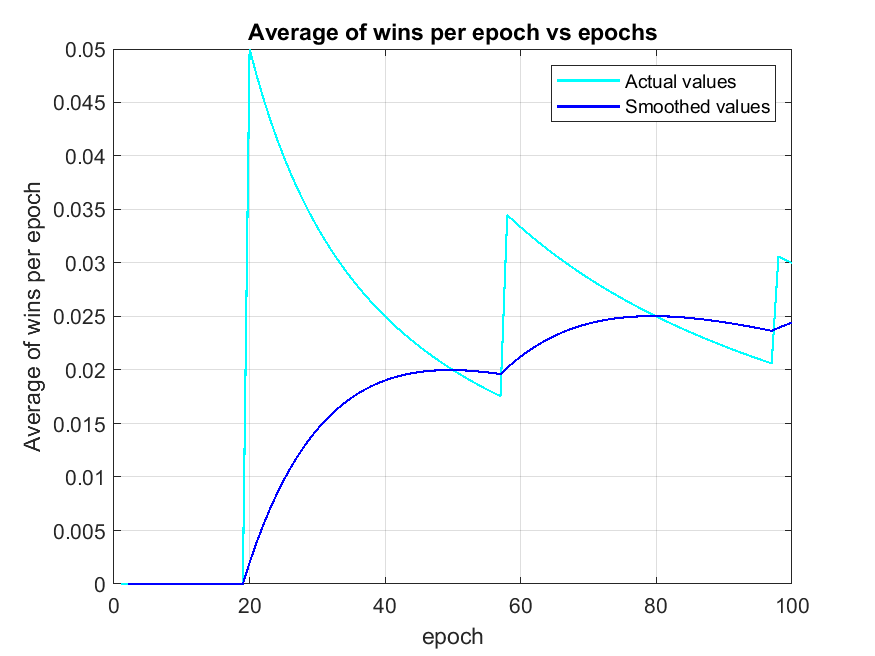 Average of wins per epoch vs epochs
0.05
0.045
0.04
0.035
0.03
0.025
0.02
0.015
0.01
0.005
0
Average of wins per epoch
Actual values
Smoothed values
0 20 40 60 80 100
epoch